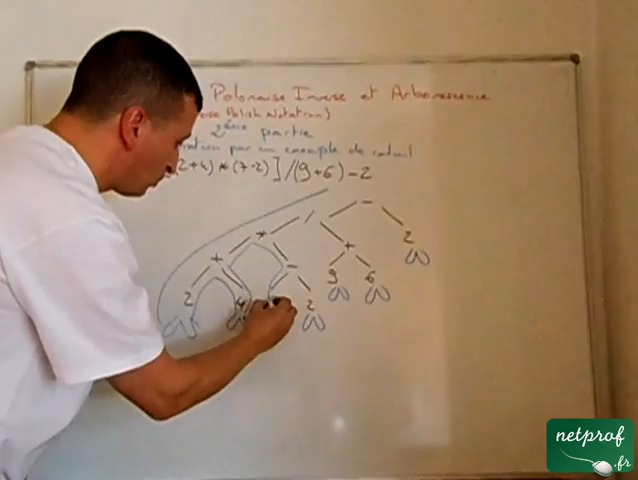 Polonaise Inverse et Arborescence
Polish Notation)
2ème partie
par un exemple de calcul
2+4) * (7-2) ] /(9+6) - 2
-
/
* + 2
+ - 9 6
2 4 2
netprof
.fr